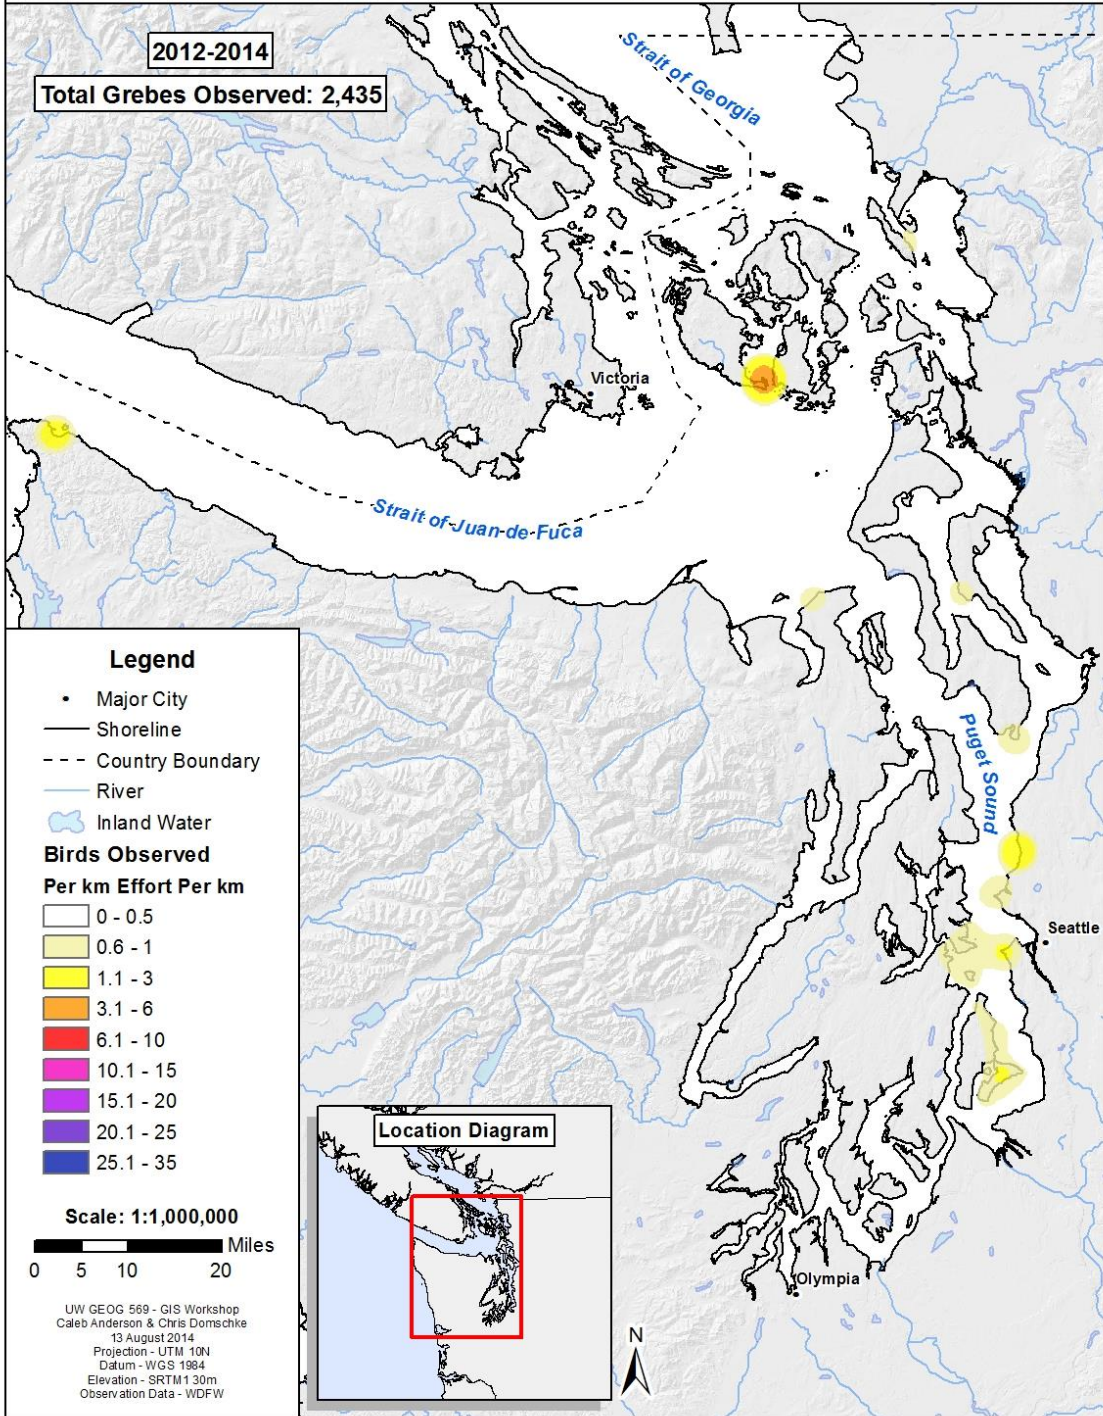 2012-2014
Total Grebes Observed: 2,435
Strait of Georgia
Victoria
Strait of Juan de Fuca
Puget Sound
Seattle
Olympia
Legend
Major City
Shoreline
Country Boundary
River
Inland Water
Birds Observed
Per km Effort Per km
0 - 0.5
0.6 - 1
1.1 - 3
3.1 - 6
6.1 - 10
10.1 - 15
15.1 - 20
20.1 - 25
25.1 - 35
Scale: 1:1,000,000
Miles
0 5 10 20
UW GEOG 569 - GIS Workshop
Caleb Anderson & Chris Domschke
13 August 2014
Projection - UTM 10N
Datum - WGS 1984
Elevation - SRTM1 30m
Observation Data - WDFW
Location Diagram
N